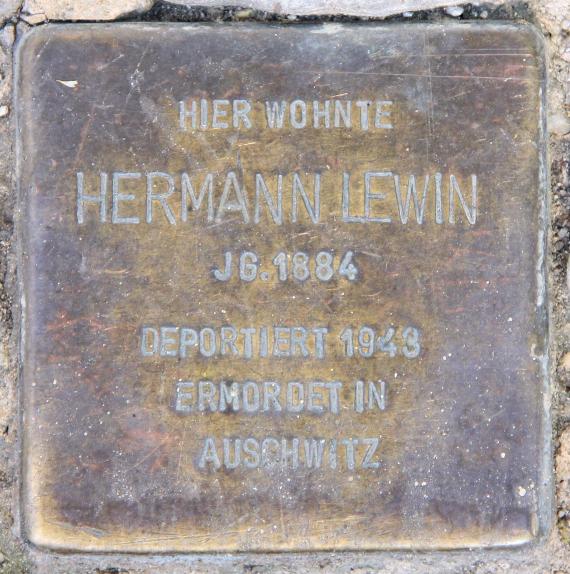 HIER WOHNTE
HERMANN LEWIN
JG. 1884
DEPORTIERT 1943
ERMORDET IN
AUSCHWITZ